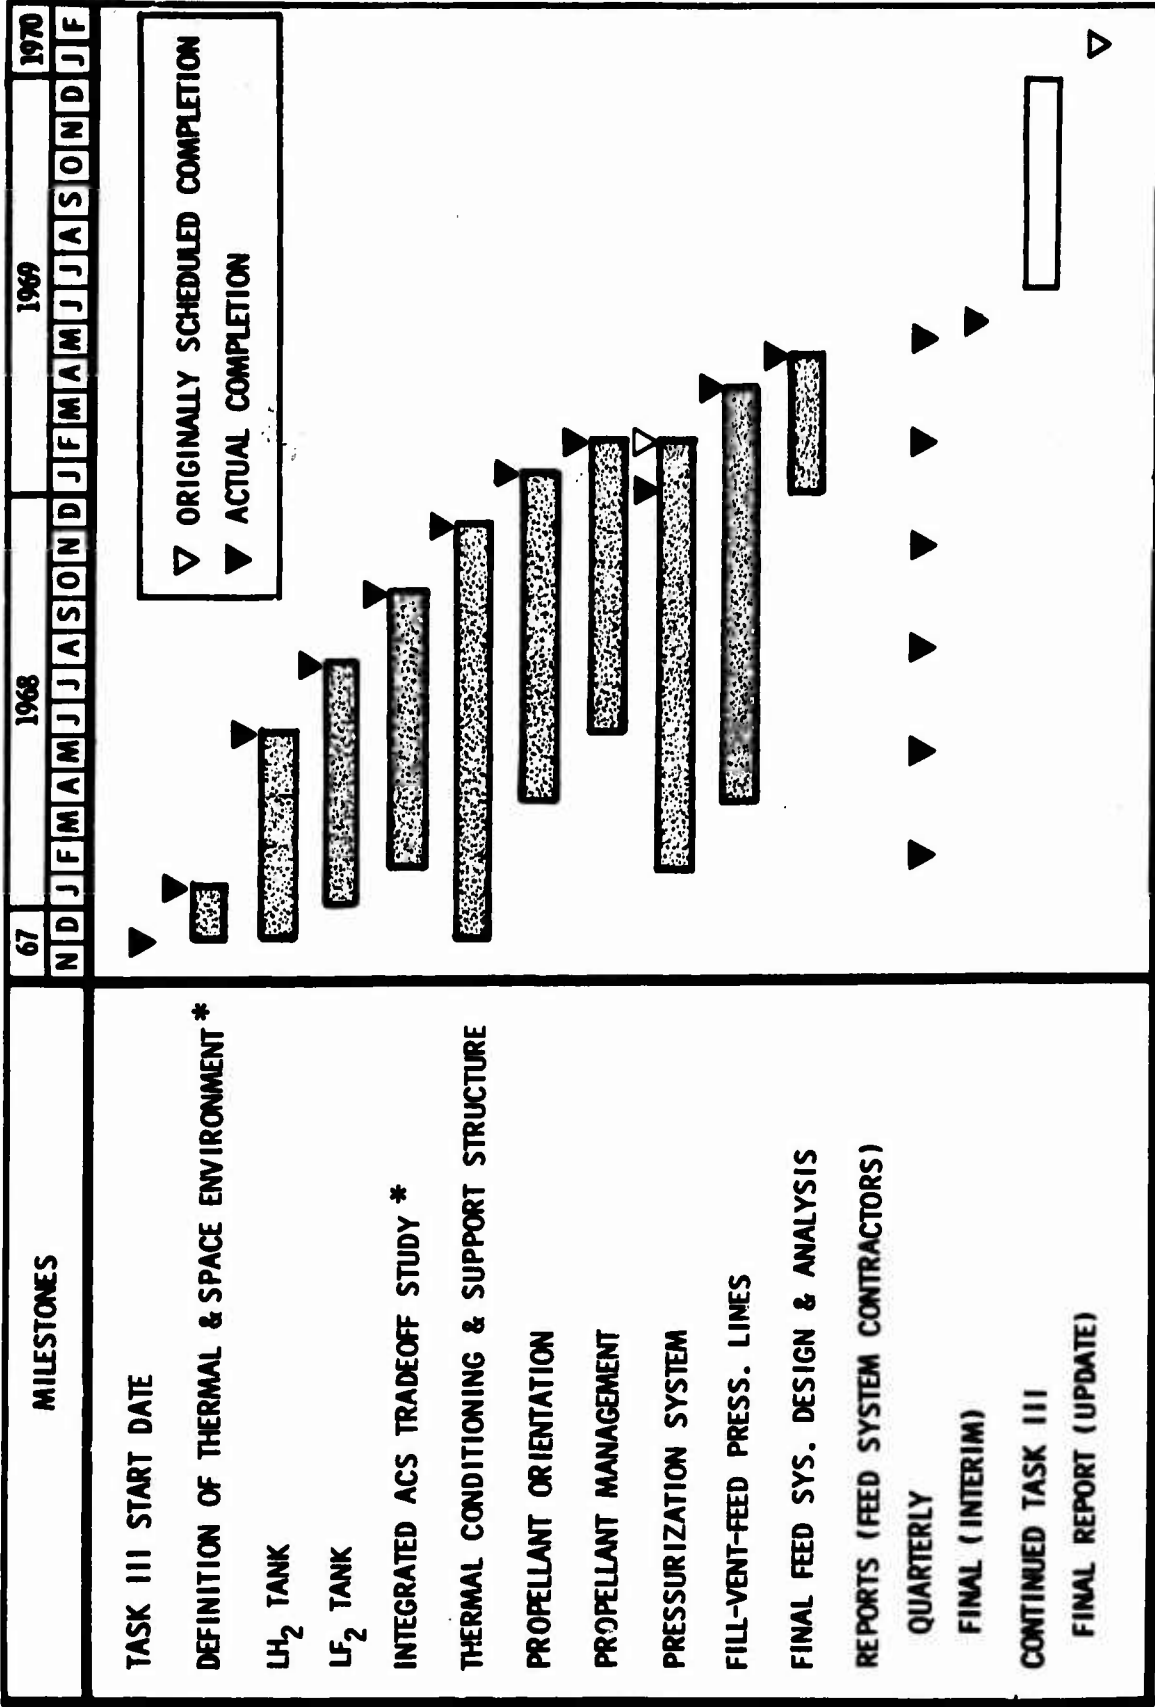 MILESTONES
67
1968
1969
1970
N D J F M A M J J A S O N D J F M A M J J A S O N D J F
▽ ORIGINALLY SCHEDULED COMPLETION
▼ ACTUAL COMPLETION
TASK III START DATE
DEFINITION OF THERMAL & SPACE ENVIRONMENT*
LH2 TANK
LF2 TANK
INTEGRATED ACS TRADEOFF STUDY *
THERMAL CONDITIONING & SUPPORT STRUCTURE
PROPELLANT ORIENTATION
PROPELLANT MANAGEMENT
PRESSURIZATION SYSTEM
FILL-VENT-FEED PRESS. LINES
FINAL FEED SYS. DESIGN & ANALYSIS
REPORTS (FEED SYSTEM CONTRACTORS)
QUARTERLY
FINAL (INTERIM)
CONTINUED TASK III
FINAL REPORT (UPDATE)